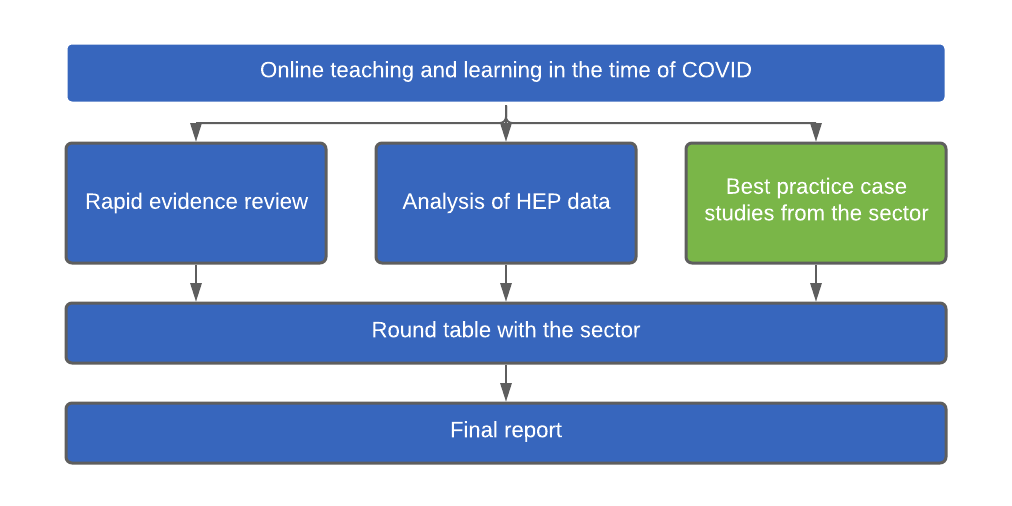 Online teaching and learning in the time of COVID
Rapid evidence review
Analysis of HEP data
Best practice case
studies from the sector
Round table with the sector
Final report